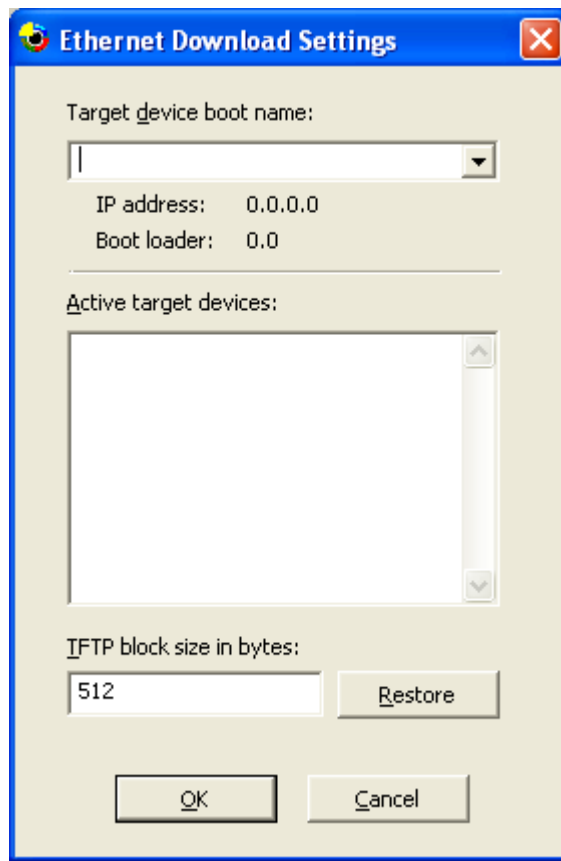 Ethernet Download Settings
Target device boot name:
IP address: 0.0.0.0
Boot loader: 0.0
Active target devices:
TFTP block size in bytes:
512 Restore
OK Cancel